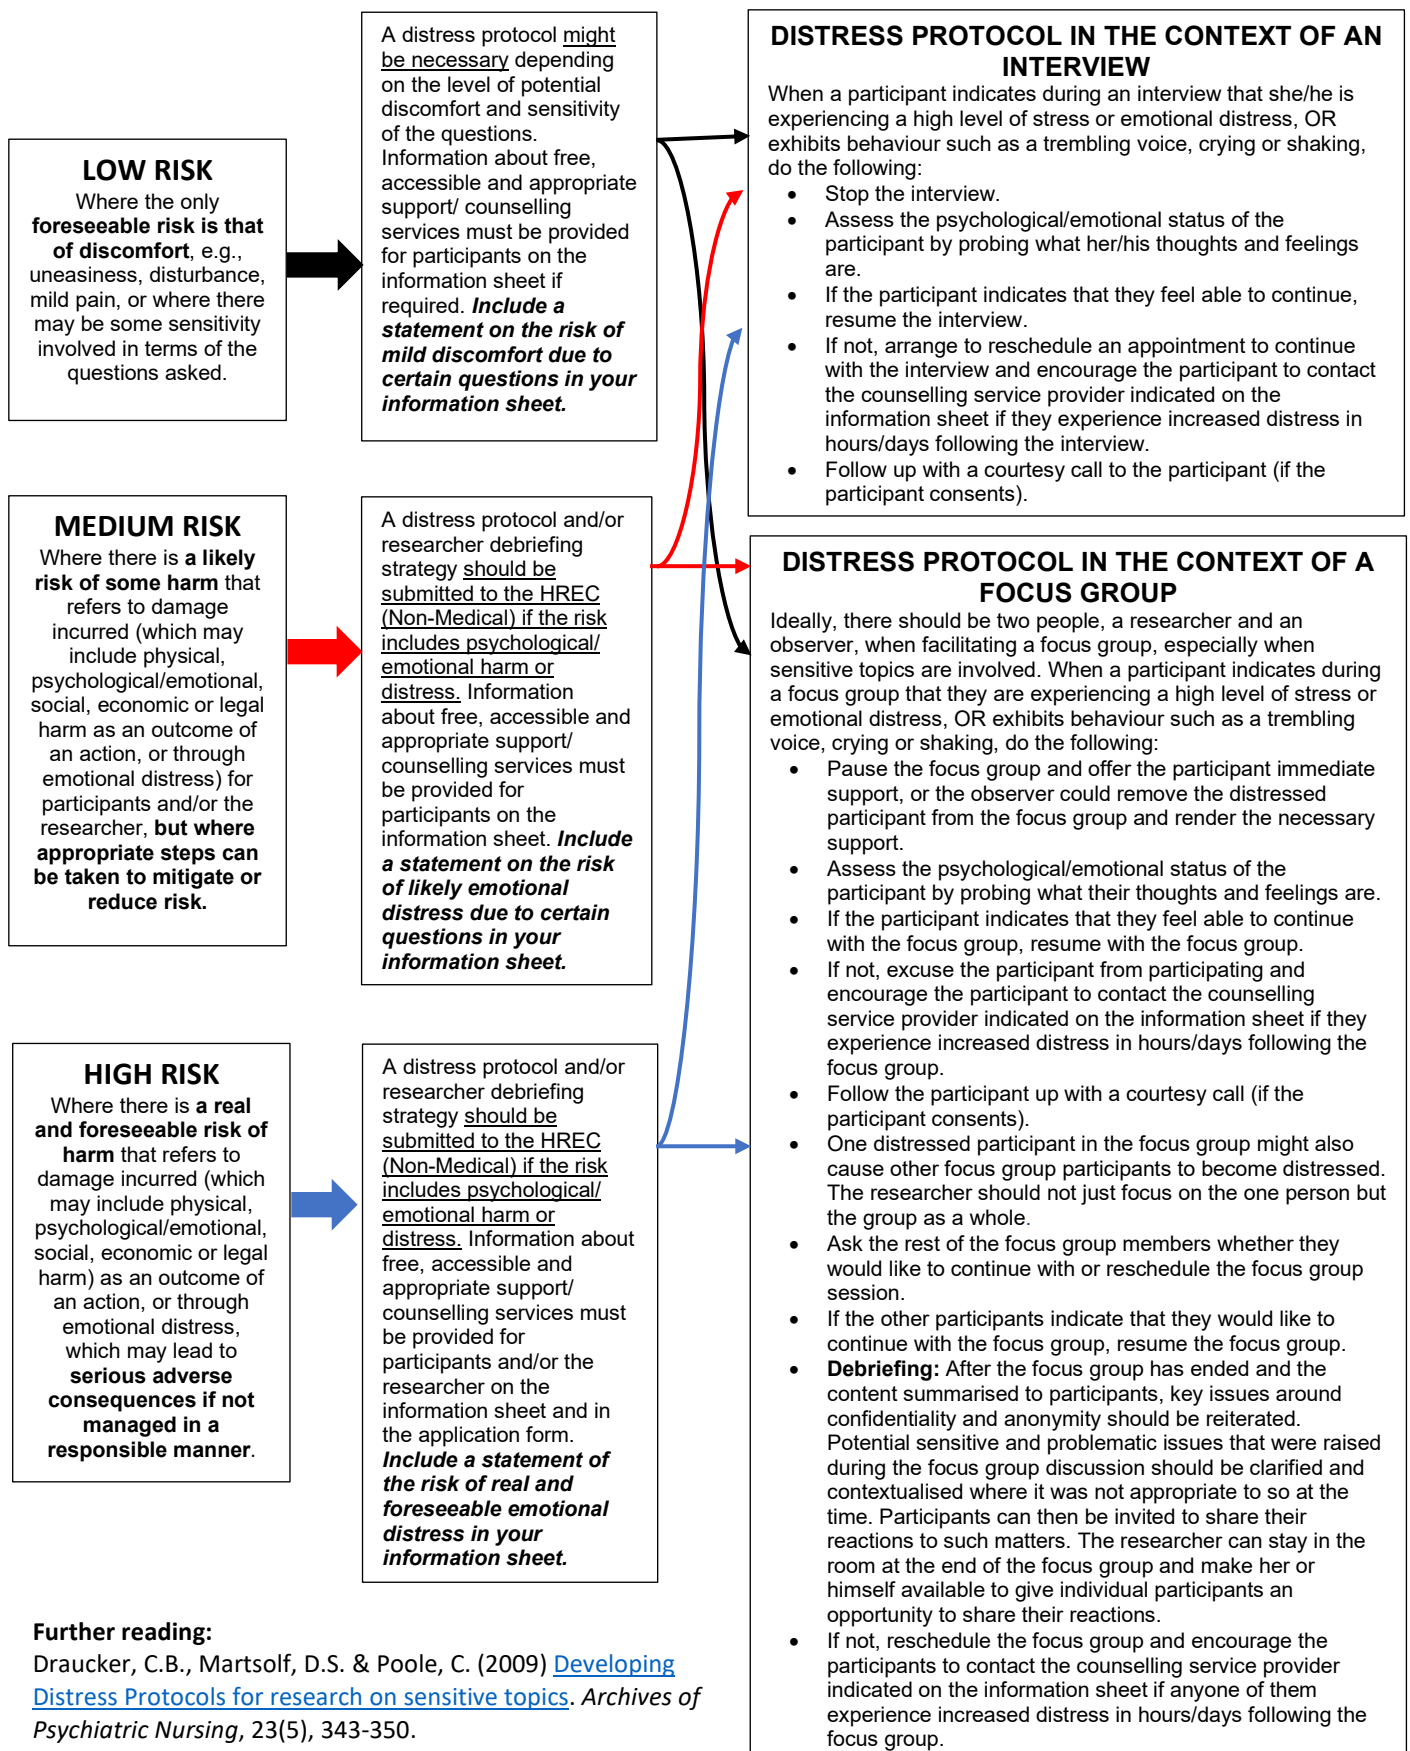 LOW RISK
Where the only
foreseeable risk is that
of discomfort, e.g.,
uneasiness, disturbance,
mild pain, or where there
may be some sensitivity
involved in terms of the
questions asked.
A distress protocol might
be necessary depending
on the level of potential
discomfort and sensitivity
of the questions.
Information about free,
accessible and appropriate
support/ counselling
services must be provided
for participants on the
information sheet if
required. Include a
statement on the risk of
mild discomfort due to
certain questions in your
information sheet.
MEDIUM RISK
Where there is a likely
risk of some harm that
refers to damage
incurred (which may
include physical,
psychological/emotional,
social, economic or legal
harm as an outcome of
an action, or through
emotional distress) for
participants and/or the
researcher, but where
appropriate steps can
be taken to mitigate or
reduce risk.
A distress protocol and/or
researcher debriefing
strategy should be
submitted to the HREC
(Non-Medical) if the risk
includes psychological/
emotional harm or
distress. Information
about free, accessible and
appropriate support/
counselling services must
be provided for
participants on the
information sheet. Include
a statement on the risk
of likely emotional
distress due to certain
questions in your
information sheet.
HIGH RISK
Where there is a real
and foreseeable risk of
harm that refers to
damage incurred (which
may include physical,
psychological/emotional,
social, economic or legal
harm) as an outcome of
an action, or through
emotional distress,
which may lead to
serious adverse
consequences if not
managed in a
responsible manner.
A distress protocol and/or
researcher debriefing
strategy should be
submitted to the HREC
(Non-Medical) if the risk
includes psychological/
emotional harm or
distress. Information about
free, accessible and
appropriate support/
counselling services must
be provided for
participants and/or the
researcher on the
information sheet and in
the application form.
Include a statement of
the risk of real and
foreseeable emotional
distress in your
information sheet.
DISTRESS PROTOCOL IN THE CONTEXT OF AN
INTERVIEW
When a participant indicates during an interview that she/he is
experiencing a high level of stress or emotional distress, OR
exhibits behaviour such as a trembling voice, crying or shaking,
do the following:
• Stop the interview.
• Assess the psychological/emotional status of the
participant by probing what her/his thoughts and feelings
are.
• If the participant indicates that they feel able to continue,
resume the interview.
• If not, arrange to reschedule an appointment to continue
with the interview and encourage the participant to contact
the counselling service provider indicated on the
information sheet if they experience increased distress in
hours/days following the interview.
• Follow up with a courtesy call to the participant (if the
participant consents).
DISTRESS PROTOCOL IN THE CONTEXT OF A
FOCUS GROUP
Ideally, there should be two people, a researcher and an
observer, when facilitating a focus group, especially when
sensitive topics are involved. When a participant indicates during
a focus group that they are experiencing a high level of stress or
emotional distress, OR exhibits behaviour such as a trembling
voice, crying or shaking, do the following:
• Pause the focus group and offer the participant immediate
support, or the observer could remove the distressed
participant from the focus group and render the necessary
support.
• Assess the psychological/emotional status of the
participant by probing what their thoughts and feelings are.
• If the participant indicates that they feel able to continue
with the focus group, resume with the focus group.
• If not, excuse the participant from participating and
encourage the participant to contact the counselling
service provider indicated on the information sheet if they
experience increased distress in hours/days following the
focus group.
• Follow the participant up with a courtesy call (if the
participant consents).
• One distressed participant in the focus group might also
cause other focus group participants to become distressed.
The researcher should not just focus on the one person but
the group as a whole.
• Ask the rest of the focus group members whether they
would like to continue with or reschedule the focus group
session.
• If the other participants indicate that they would like to
continue with the focus group, resume the focus group.
• Debriefing: After the focus group has ended and the
content summarised to participants, key issues around
confidentiality and anonymity should be reiterated.
Potential sensitive and problematic issues that were raised
during the focus group discussion should be clarified and
contextualised where it was not appropriate to so at the
time. Participants can then be invited to share their
reactions to such matters. The researcher can stay in the
room at the end of the focus group and make her or
himself available to give individual participants an
opportunity to share their reactions.
• If not, reschedule the focus group and encourage the
participants to contact the counselling service provider
indicated on the information sheet if anyone of them
experience increased distress in hours/days following the
focus group.
Further reading:
Draucker, C.B., Martsolf, D.S. & Poole, C. (2009) Developing
Distress Protocols for research on sensitive topics. Archives of
Psychiatric Nursing, 23(5), 343-350.